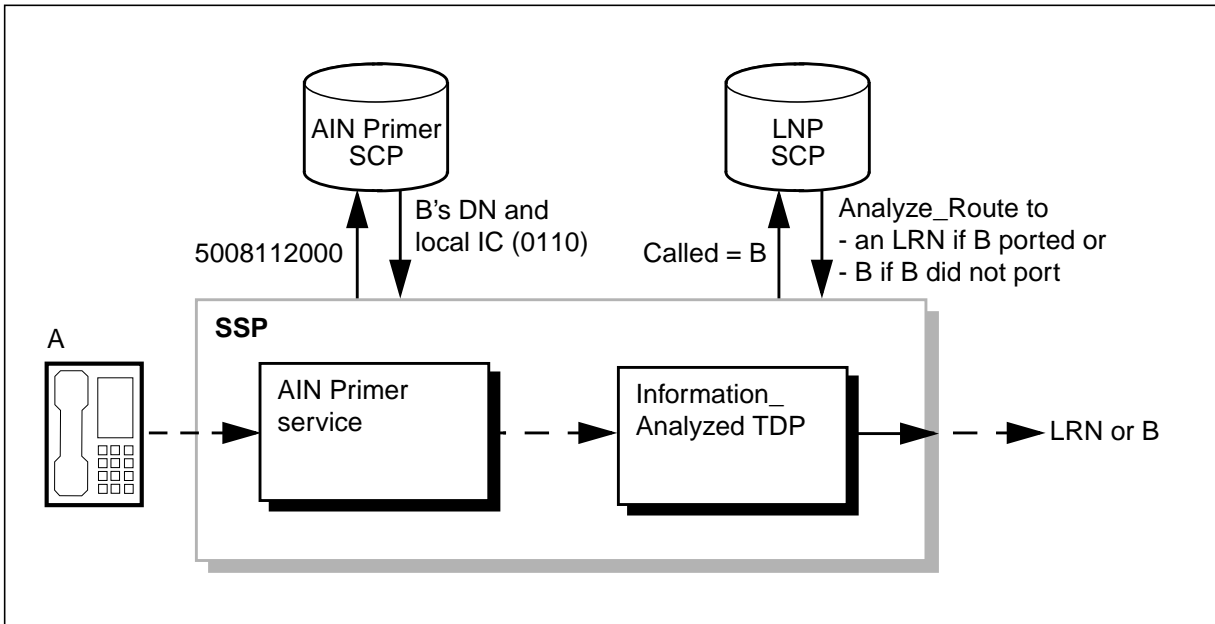 AIN Primer
SCP
LNP
SCP
5008112000
B’s DN and
local IC (0110)
Called = B
Analyze_Route to
- an LRN if B ported or
- B if B did not port
SSP
A
AIN Primer
service
Information_
Analyzed TDP
LRN or B